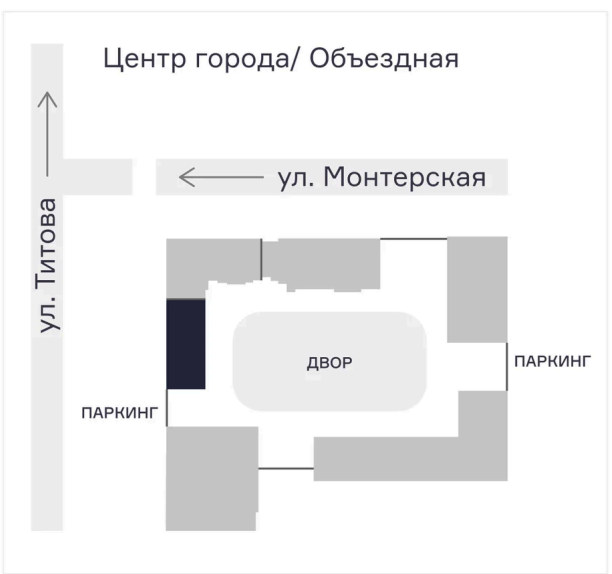 Центр города/ Объездная
ул. Монтерская
ул. Титова
ДВОР
ПАРКИНГ
ПАРКИНГ